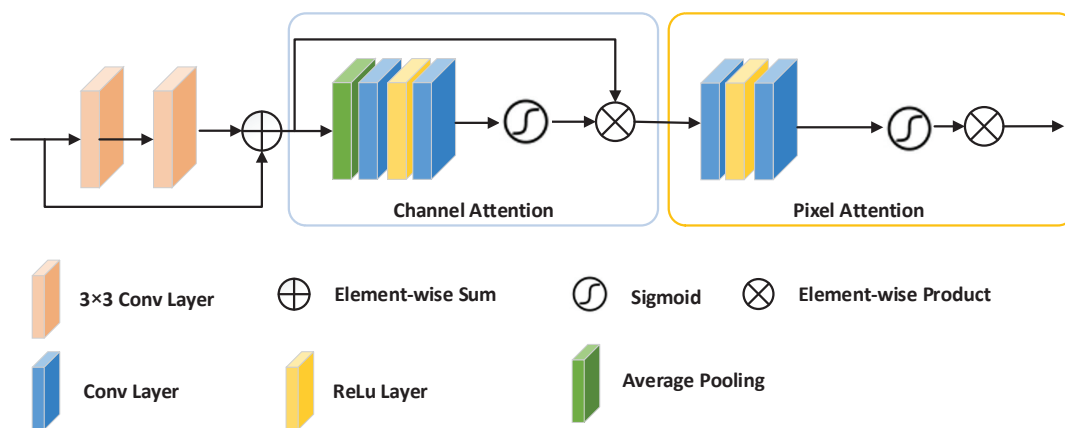 Channel Attention
Pixel Attention
3×3 Conv Layer
Element-wise Sum
Sigmoid
Element-wise Product
Conv Layer
ReLu Layer
Average Pooling